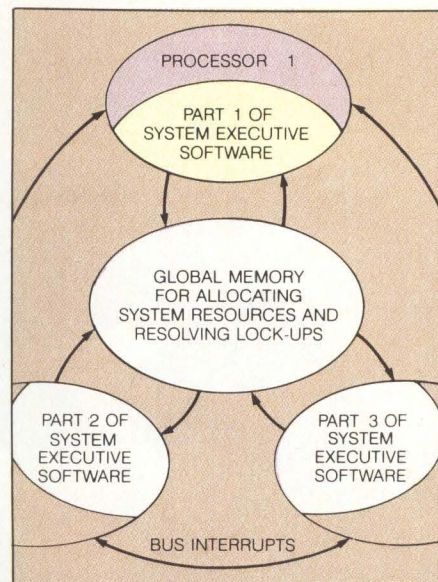 PROCESSOR 1
PART 1 OF
SYSTEM EXECUTIVE
SOFTWARE
GLOBAL MEMORY
FOR ALLOCATING
SYSTEM RESOURCES AND
RESOLVING LOCK-UPS
PART 2 OF
SYSTEM
EXECUTIVE
SOFTWARE
PART 3 OF
SYSTEM
EXECUTIVE
SOFTWARE
BUS INTERRUPTS